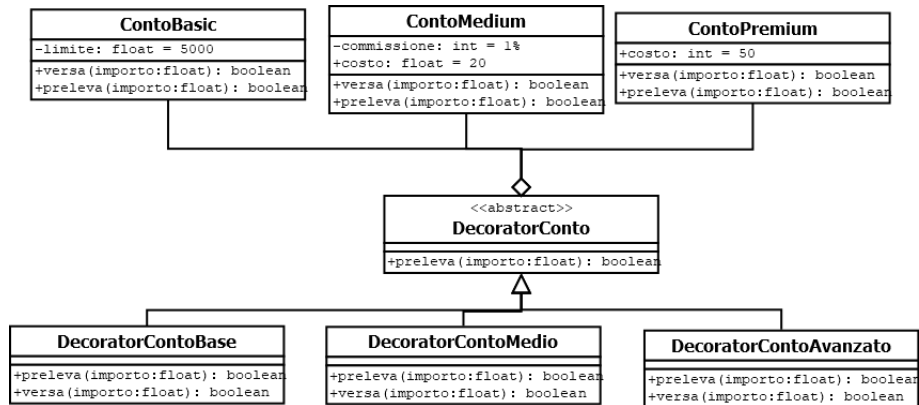 ContoBasic
-limite: float = 5000
+versa(importo:float): boolean
+preleva(importo:float): boolean
ContoMedium
-commissione: int = 1%
+costo: float = 20
+versa(importo:float): boolean
+preleva(importo:float): boolean
ContoPremium
+costo: int = 50
+versa(importo:float): boolean
+preleva(importo:float): boolean
<<abstract>>
DecoratorConto
+preleva(importo:float): boolean
DecoratorContoBase
+preleva(importo:float): boolean
+versa(importo:float): boolean
DecoratorContoMedio
+preleva(importo:float): boolean
+versa(importo:float): boolean
DecoratorContoAvanzato
+preleva(importo:float): boolean
+versa(importo:float): boolean